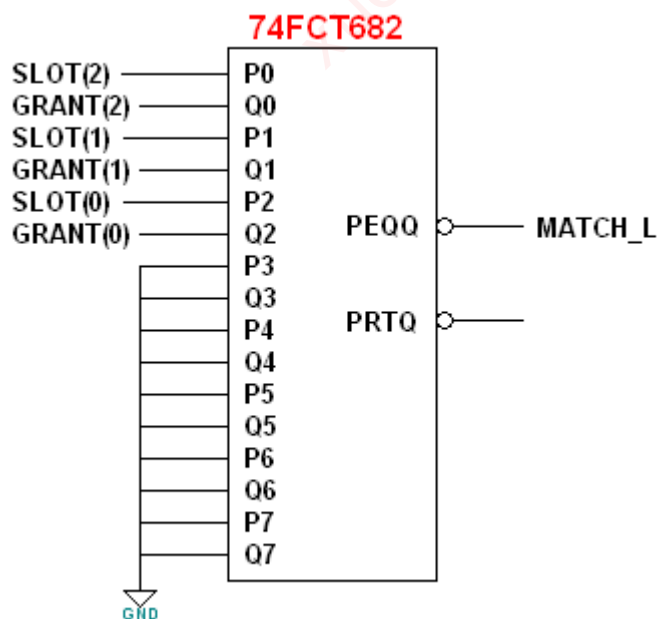 74FCT682
SLOT(2) P0
GRANT(2) Q0
SLOT(1) P1
GRANT(1) Q1
SLOT(0) P2
GRANT(0) Q2 PEQQ MATCH_L
P3
Q3
P4 PRTQ
Q4
P5
Q5
P6
Q6
P7
Q7
GND